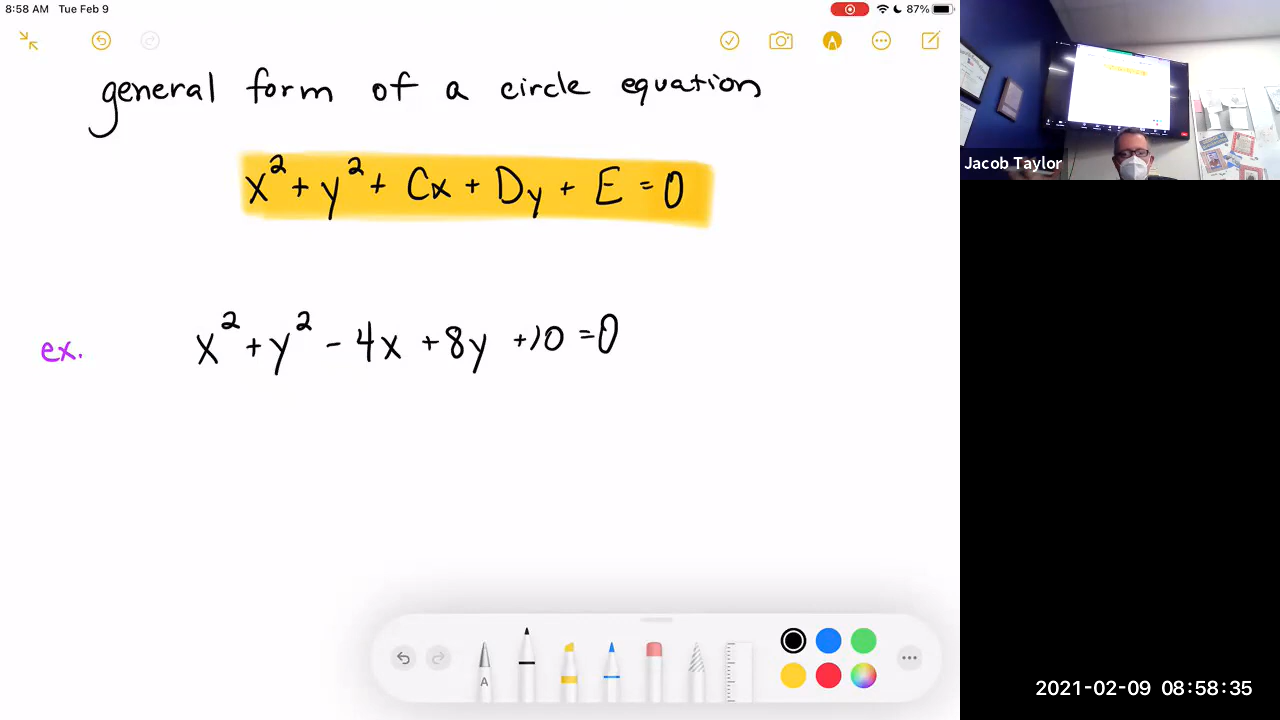 8:58 AM Tue Feb 9
87%
general form of a circle equation
x² + y² + Cx + Dy + E = 0
ex. x² + y² - 4x + 8y + 10 = 0
A
Jacob Taylor
2021-02-09 08:58:35